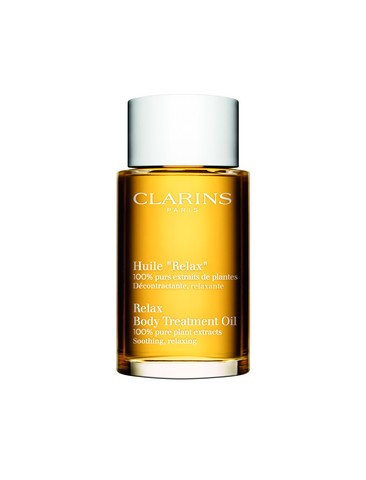 CLARINS
PARIS
Huile "Relax"
100% purs extraits de plantes
Décontractante, relaxante
Relax
Body Treatment Oil
100% pure plant extracts
Soothing, relaxing